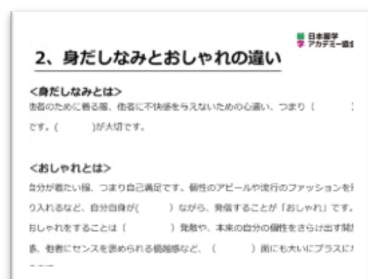 日本服学
アカデミー協会
2、身だしなみとおしゃれの違い
<身だしなみとは>
他者のために着る服、他者に不快感を与えないための心遣い、つまり（
です。（　　　）が大切です。
<おしゃれとは>
自分が着たい服、つまり自己満足です。個性のアピールや流行のファッションを
り入れるなど、自分自身が（　　　）ながら、発信することが「おしゃれ」です。
おしゃれをすることは（　　　）発散や、本来の自分の個性をさらけ出す開
感、他者にセンスを褒められる優越感など、（　　　）面にも大いにプラスに